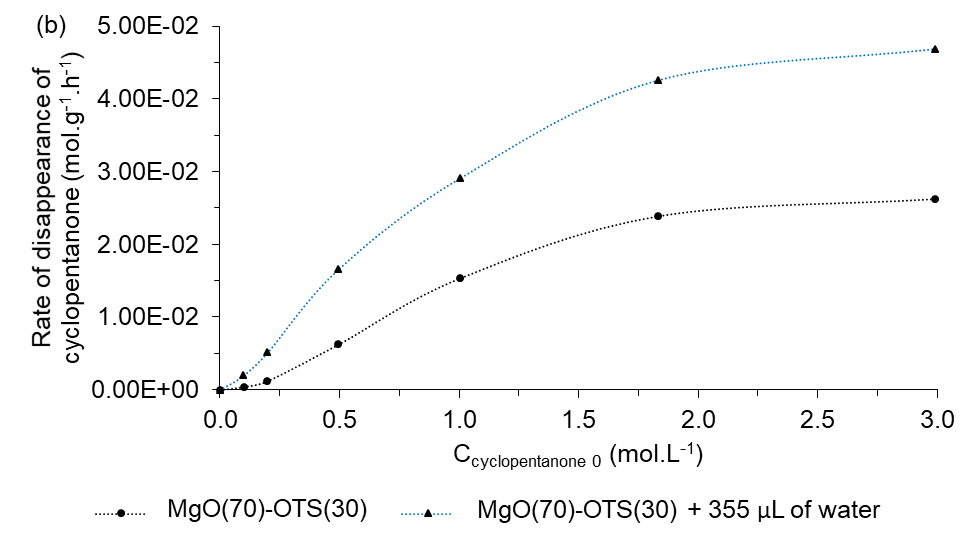 (b)
Rate of disappearance of
cyclopentanone (mol.g⁻¹.h⁻¹)
5.00E-02
4.00E-02
3.00E-02
2.00E-02
1.00E-02
0.00E+00
0.0 0.5 1.0 1.5 2.0 2.5 3.0
C cyclopentanone 0 (mol.L⁻¹)
MgO(70)-OTS(30) MgO(70)-OTS(30) + 355 µL of water